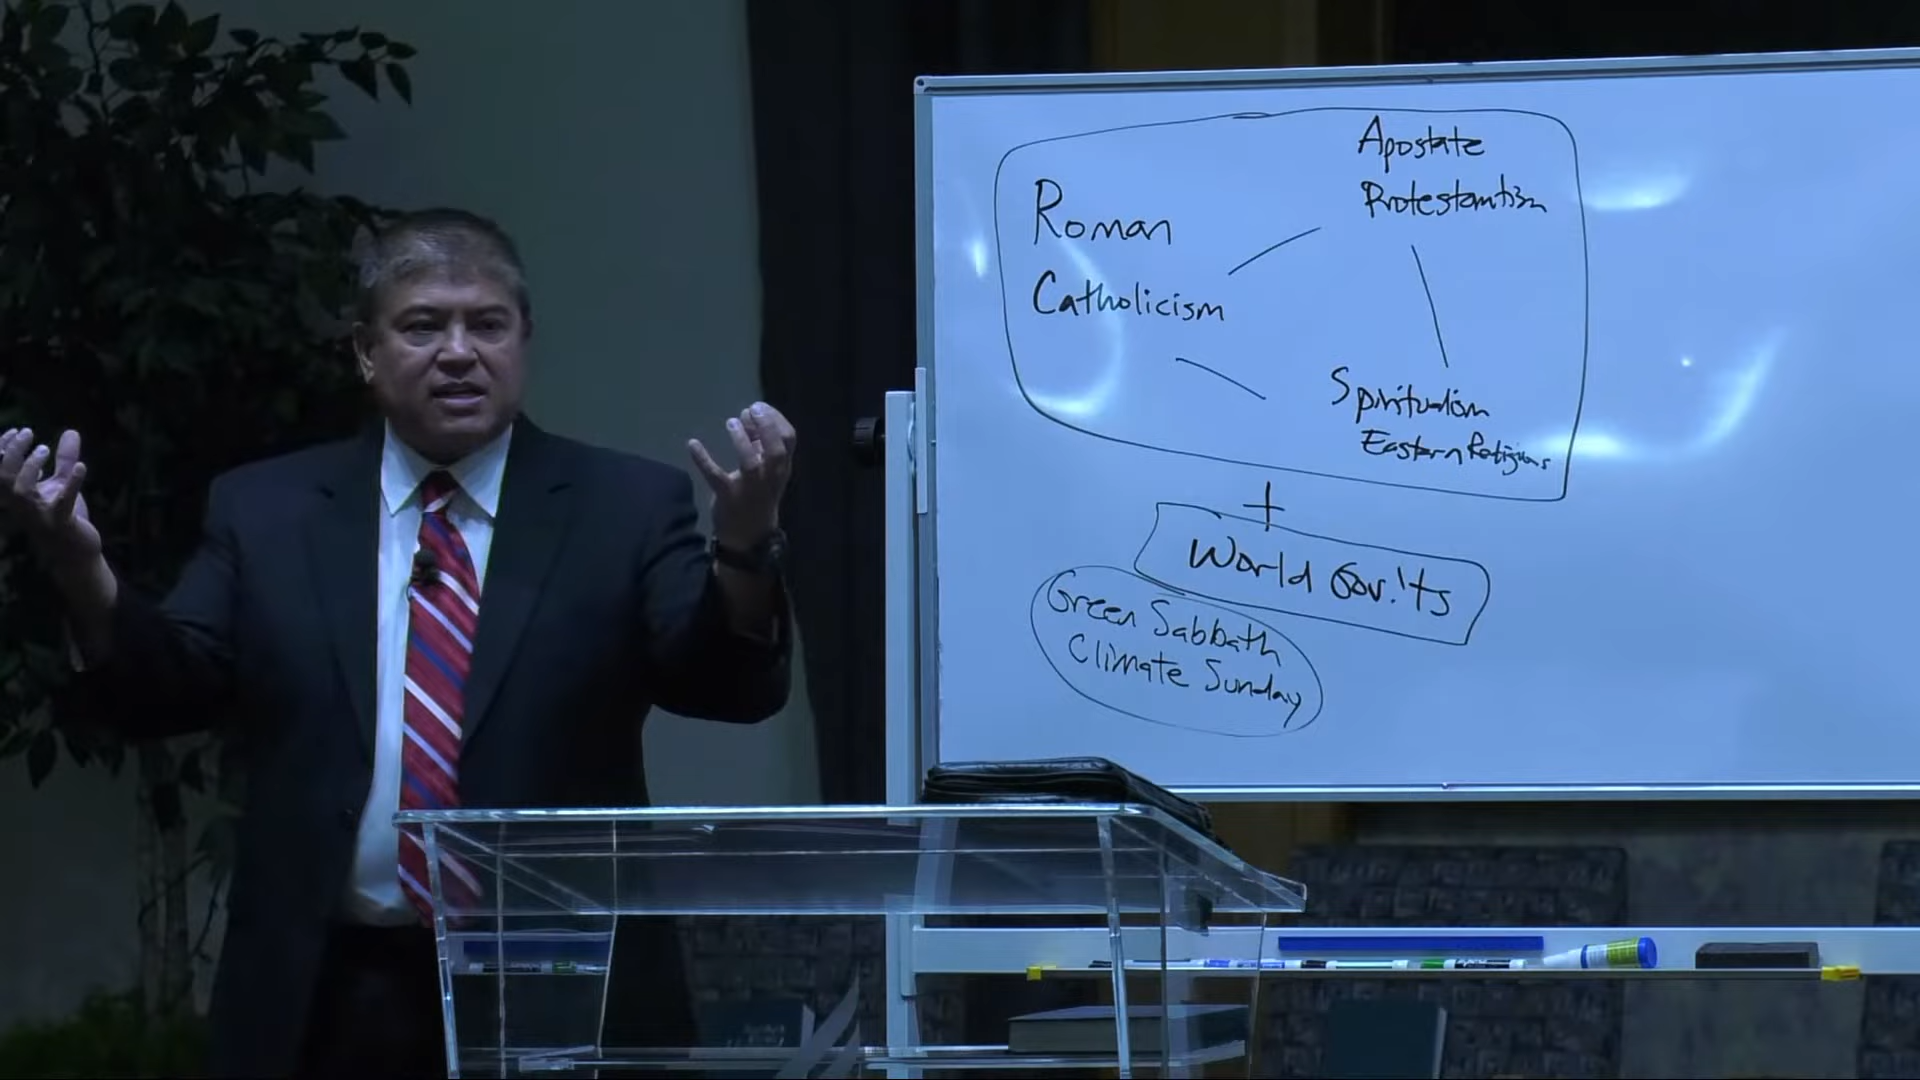 Apostate
Protestantism
Roman
Catholicism
Spiritualism
Eastern Religions
+
World Gov.'ts
Green Sabbath
Climate Sunday